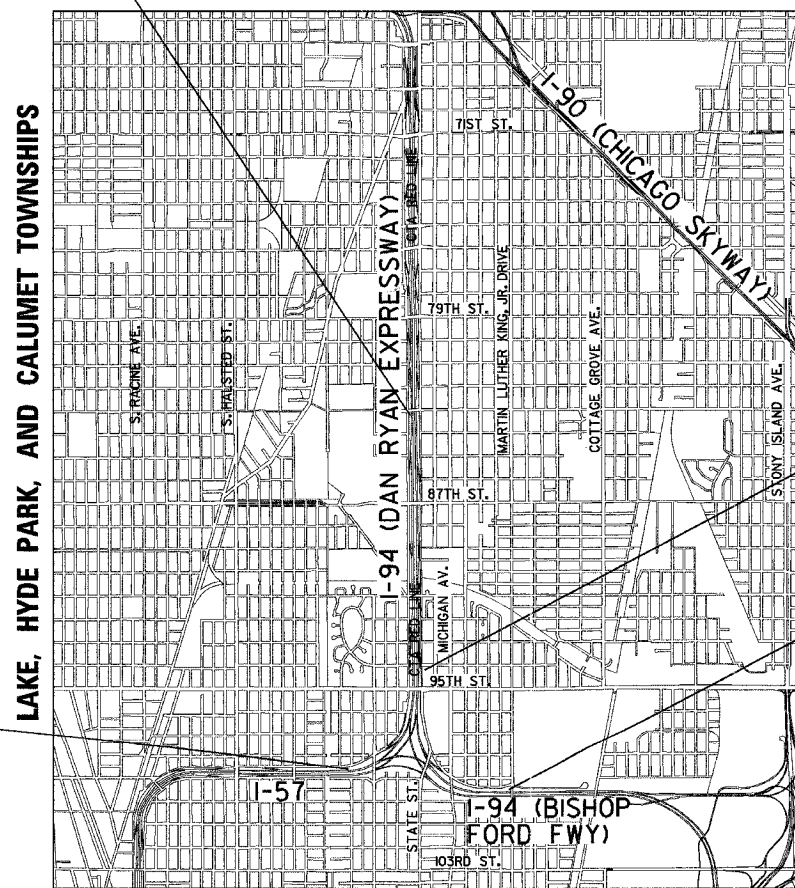 LAKE, HYDE PARK, AND CALUMET TOWNSHIPS
I-90 (CHICAGO SKYWAY)
71ST ST.
CTA RED LINE
I-94 (DAN RYAN EXPRESSWAY)
MARTIN LUTHER KING, JR. DRIVE
79TH ST.
COTTAGE GROVE AVE.
S. RACINE AVE.
S. HALSTED ST.
STONY ISLAND AVE.
87TH ST.
MICHIGAN AV.
CTA RED LINE
95TH ST.
I-57
STATE ST.
I-94 (BISHOP
FORD FWY)
103RD ST.